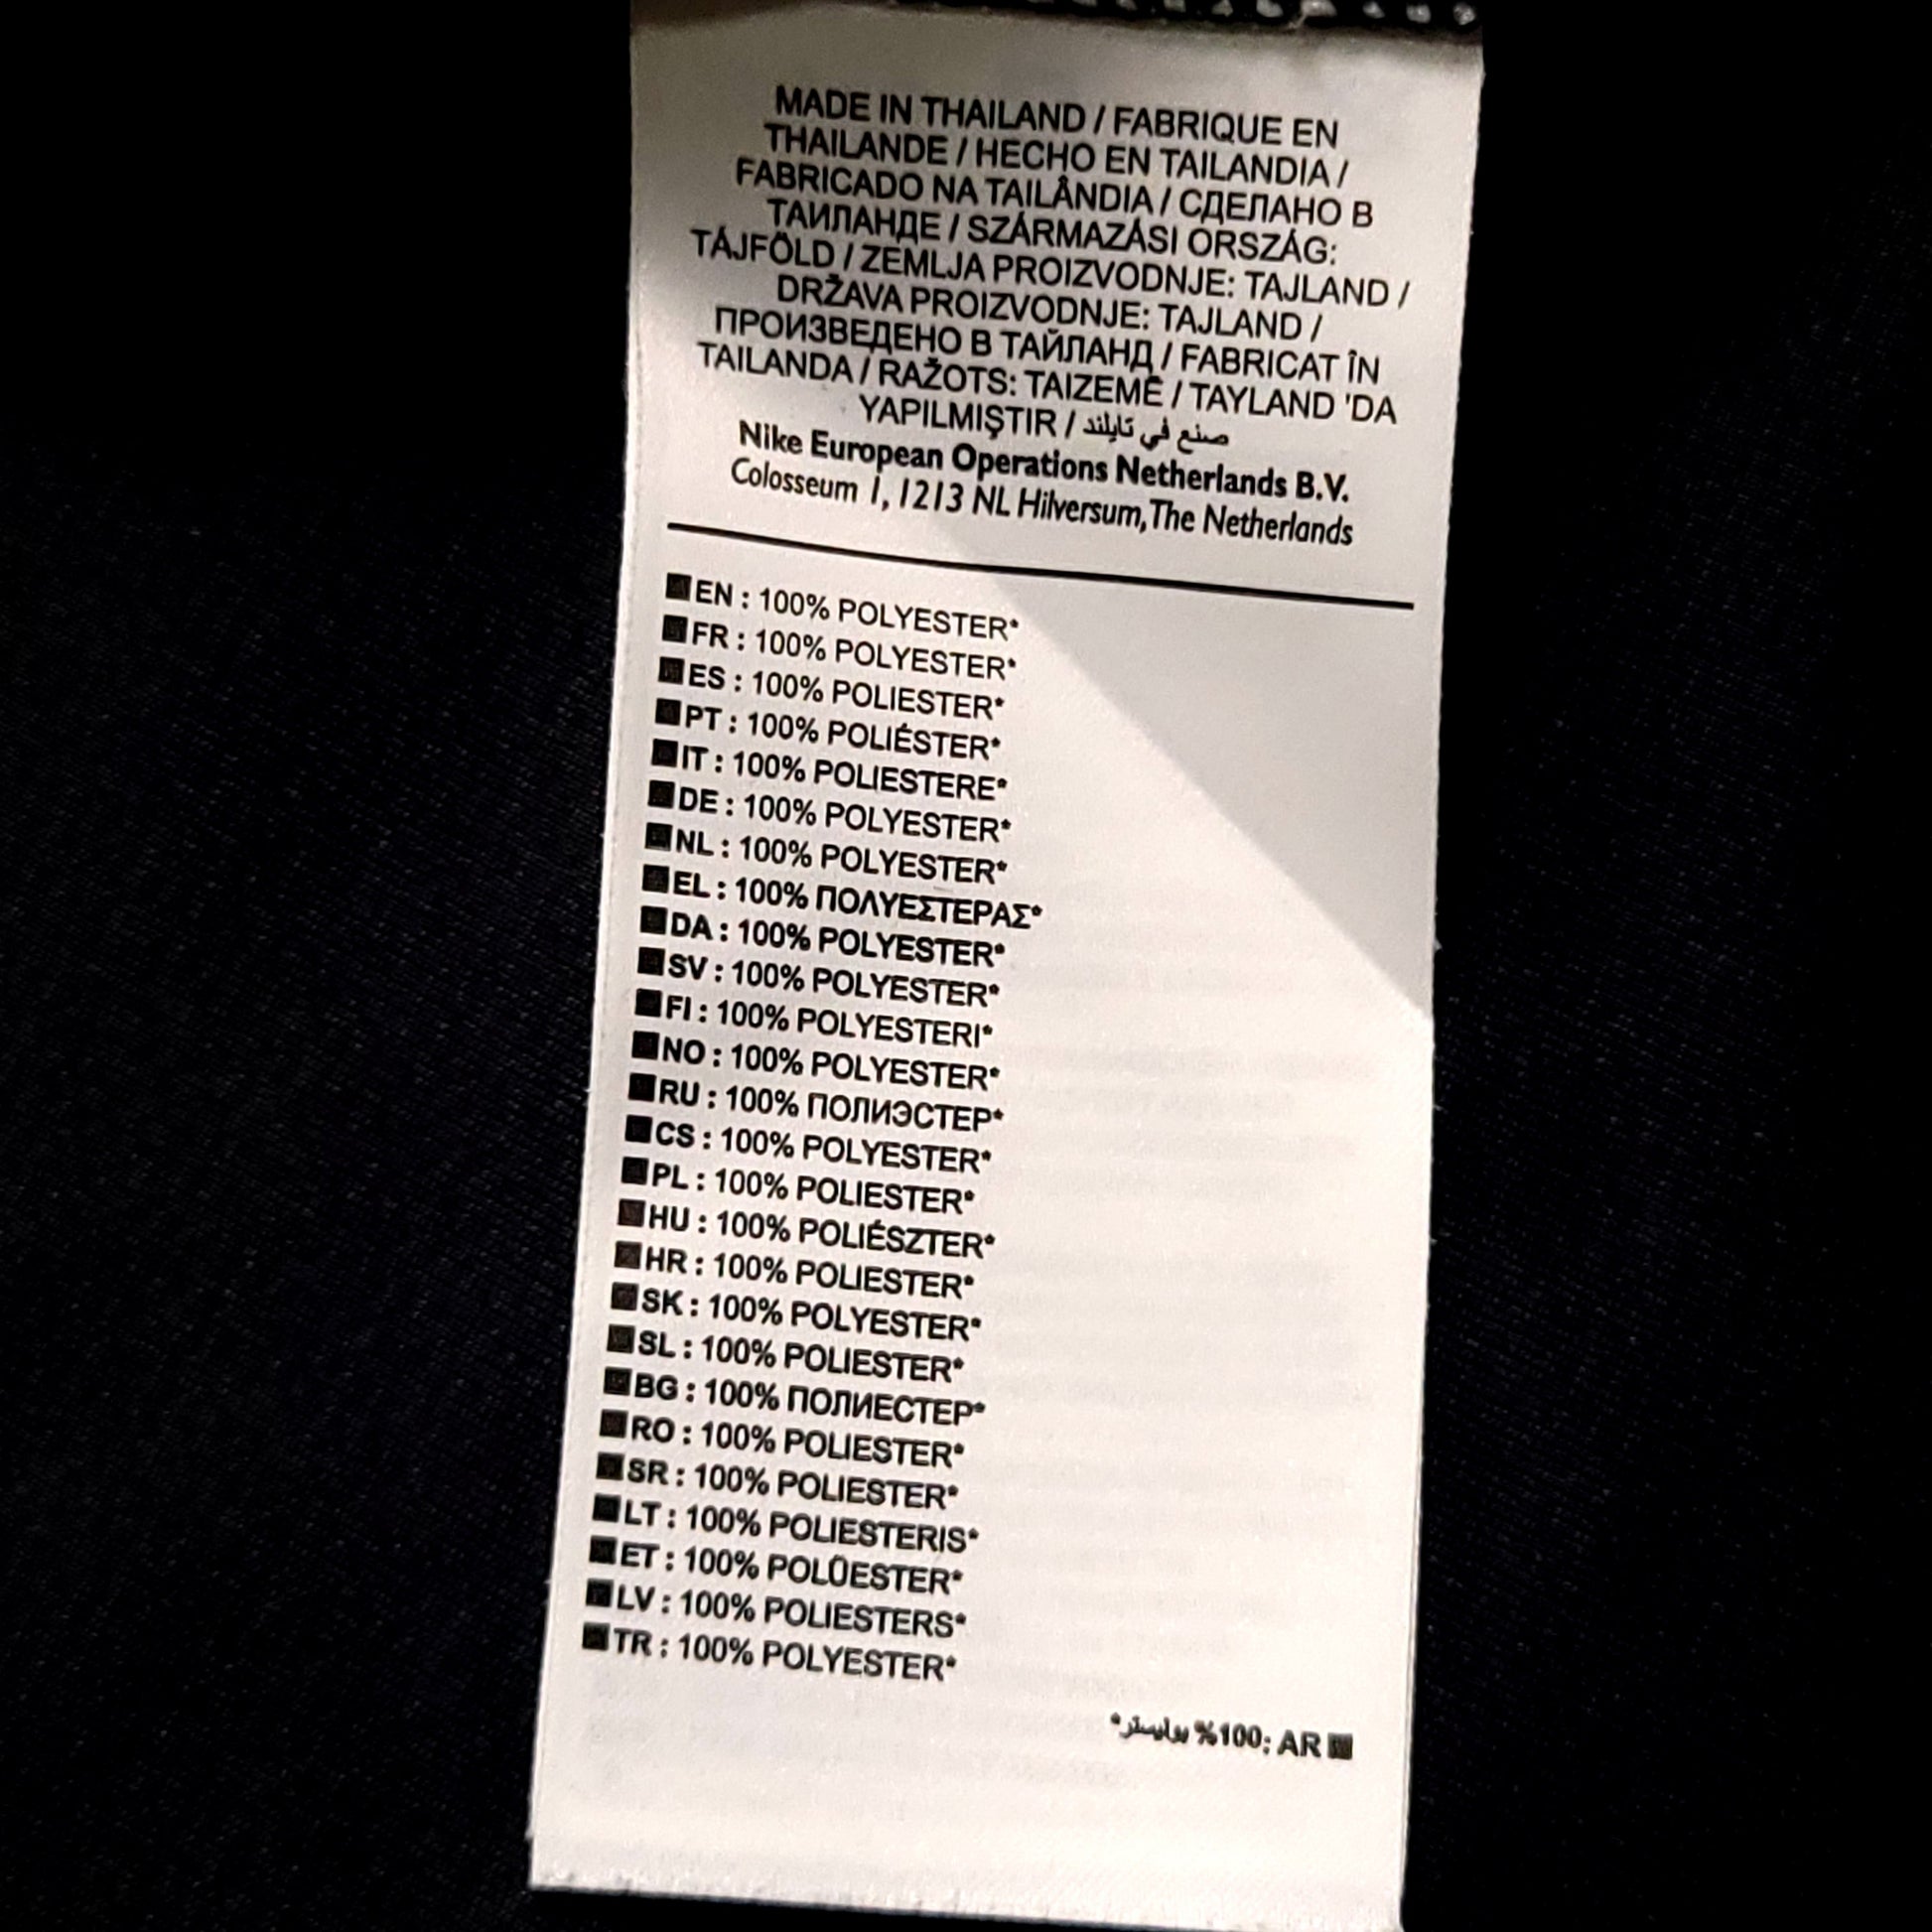 MADE IN THAILAND / FABRIQUE EN
THAILANDE / HECHO EN TAILANDIA /
FABRICADO NA TAILÂNDIA / СДЕЛАНО В
ТАИЛАНДЕ / SZÁRMAZÁSI ORSZÁG:
TÁJFÖLD / ZEMLJA PROIZVODNJE: TAJLAND /
DRŽAVA PROIZVODNJE: TAJLAND /
ПРОИЗВЕДЕНО В ТАЙЛАНД / FABRICAT ÎN
TAILANDA / RAŽOTS: TAIZEMĒ / TAYLAND 'DA
YAPILMIŞTIR / صنع في تايلند
Nike European Operations Netherlands B.V.
Colosseum 1, 1213 NL Hilversum, The Netherlands
EN : 100% POLYESTER*
FR : 100% POLYESTER*
ES : 100% POLIESTER*
PT : 100% POLIÉSTER*
IT : 100% POLIESTERE*
DE : 100% POLYESTER*
NL : 100% POLYESTER*
EL : 100% ΠΟΛΥΕΣΤΕΡΑΣ*
DA : 100% POLYESTER*
SV : 100% POLYESTER*
FI : 100% POLYESTERI*
NO : 100% POLYESTER*
RU : 100% ПОЛИЭСТЕР*
CS : 100% POLYESTER*
PL : 100% POLIESTER*
HU : 100% POLIÉSZTER*
HR : 100% POLIESTER*
SK : 100% POLYESTER*
SL : 100% POLIESTER*
BG : 100% ПОЛИЕСТЕР*
RO : 100% POLIESTER*
SR : 100% POLIESTER*
LT : 100% POLIESTERIS*
ET : 100% POLÜESTER*
LV : 100% POLIESTERS*
TR : 100% POLYESTER*
AR :100% بوليستر*